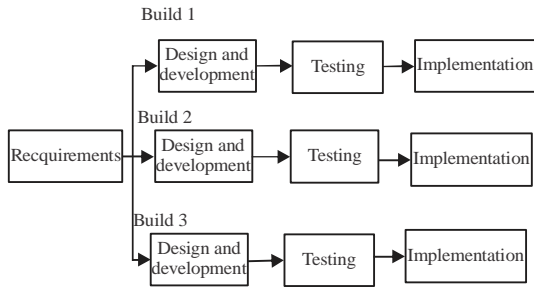 Build 1
Design and
development
Testing
Implementation
Build 2
Recquirements
Design and
development
Testing
Implementation
Build 3
Design and
development
Testing
Implementation